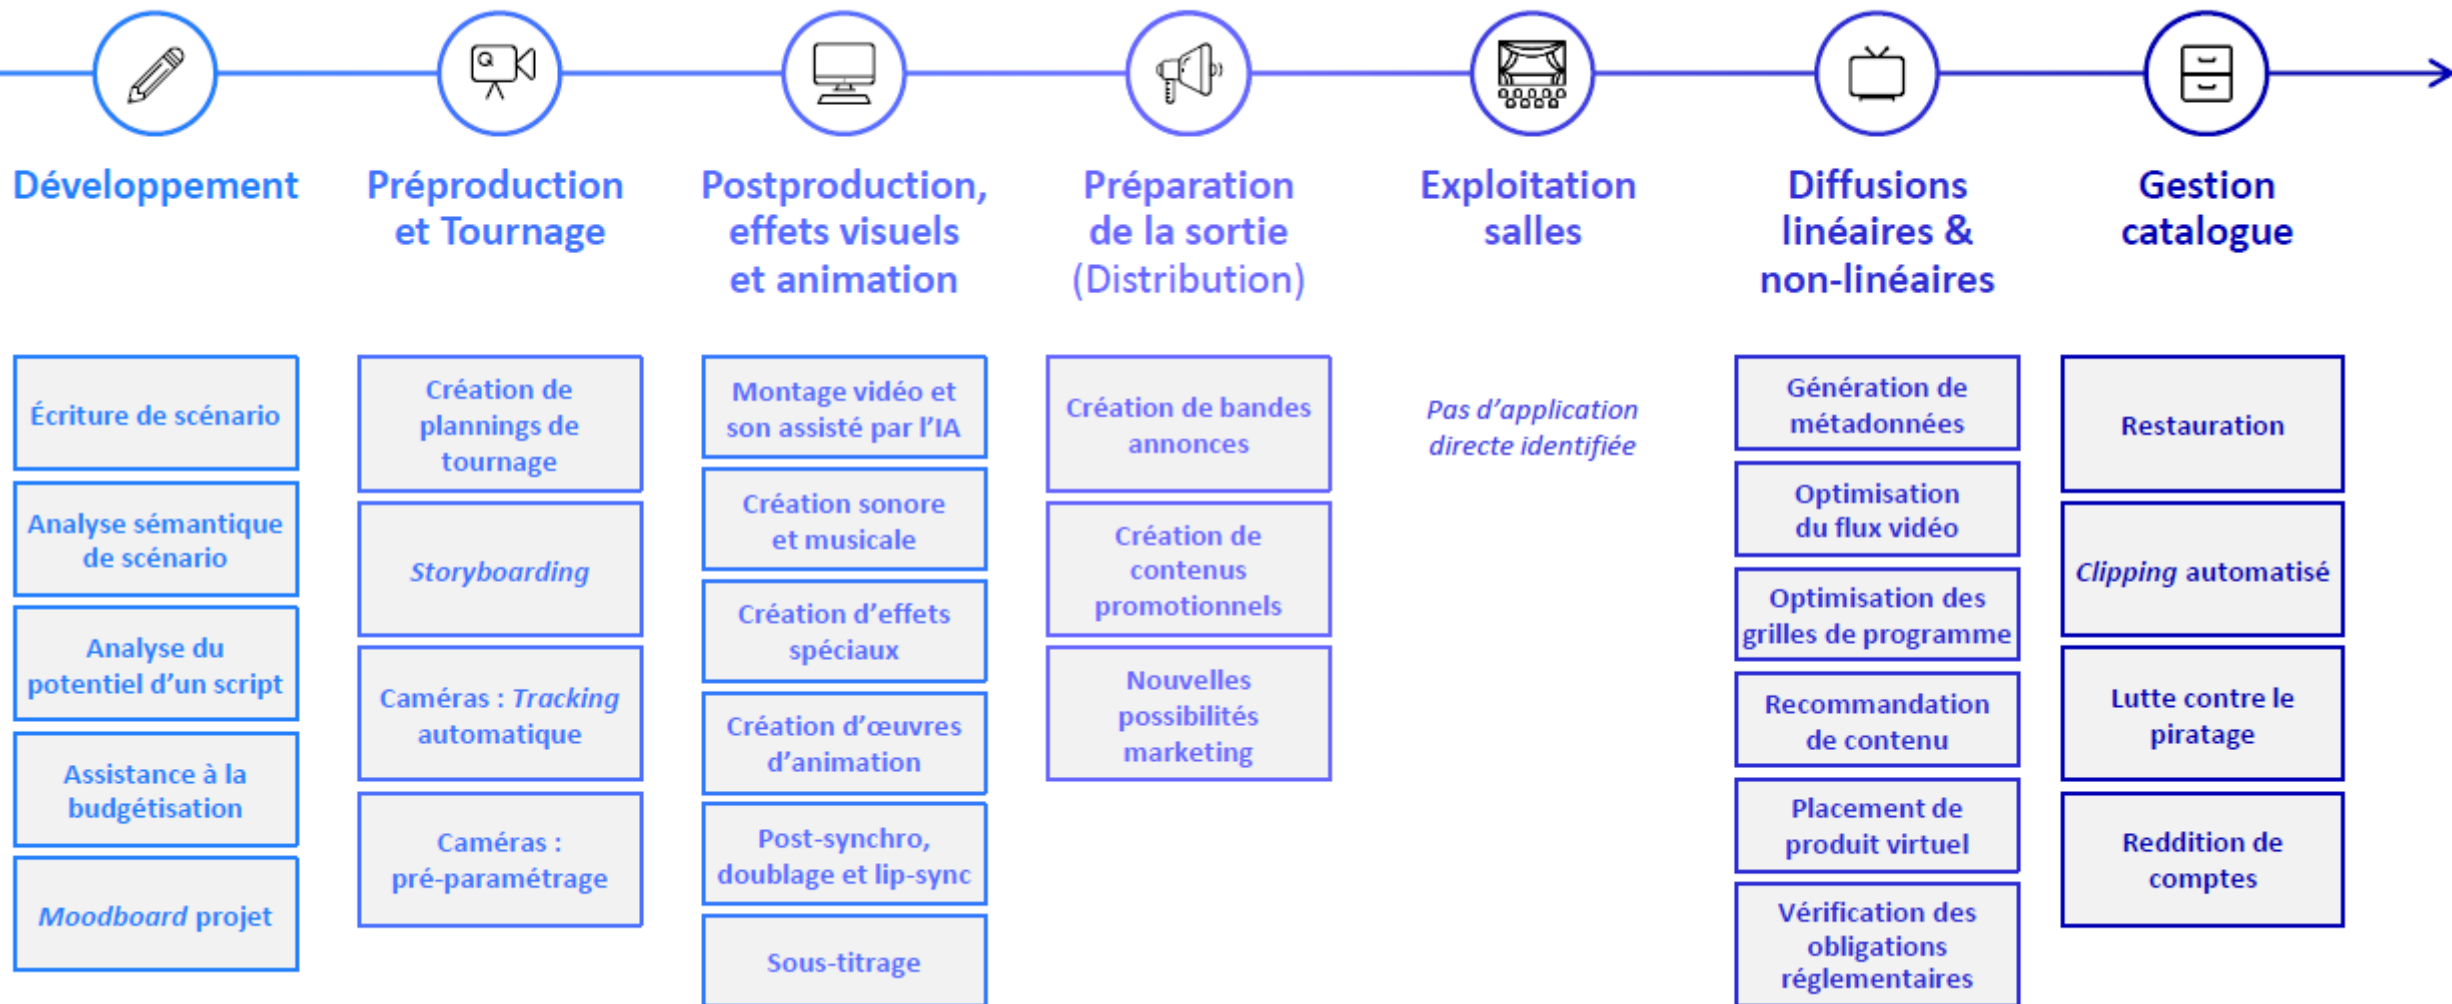 Développement
Préproduction
et Tournage
Postproduction,
effets visuels
et animation
Préparation
de la sortie
(Distribution)
Exploitation
salles
Diffusions
linéaires &
non-linéaires
Gestion
catalogue
Écriture de scénario
Analyse sémantique
de scénario
Analyse du
potentiel d'un script
Assistance à la
budgétisation
Moodboard projet
Création de
plannings de
tournage
Storyboarding
Caméras : Tracking
automatique
Caméras :
pré-paramétrage
Montage vidéo et
son assisté par l'IA
Création sonore
et musicale
Création d'effets
spéciaux
Création d'œuvres
d'animation
Post-synchro,
doublage et lip-sync
Sous-titrage
Création de bandes
annonces
Création de
contenus
promotionnels
Nouvelles
possibilités
marketing
Pas d'application
directe identifiée
Génération de
métadonnées
Optimisation
du flux vidéo
Optimisation des
grilles de programme
Recommandation
de contenu
Placement de
produit virtuel
Vérification des
obligations
réglementaires
Restauration
Clipping automatisé
Lutte contre le
piratage
Reddition de
comptes